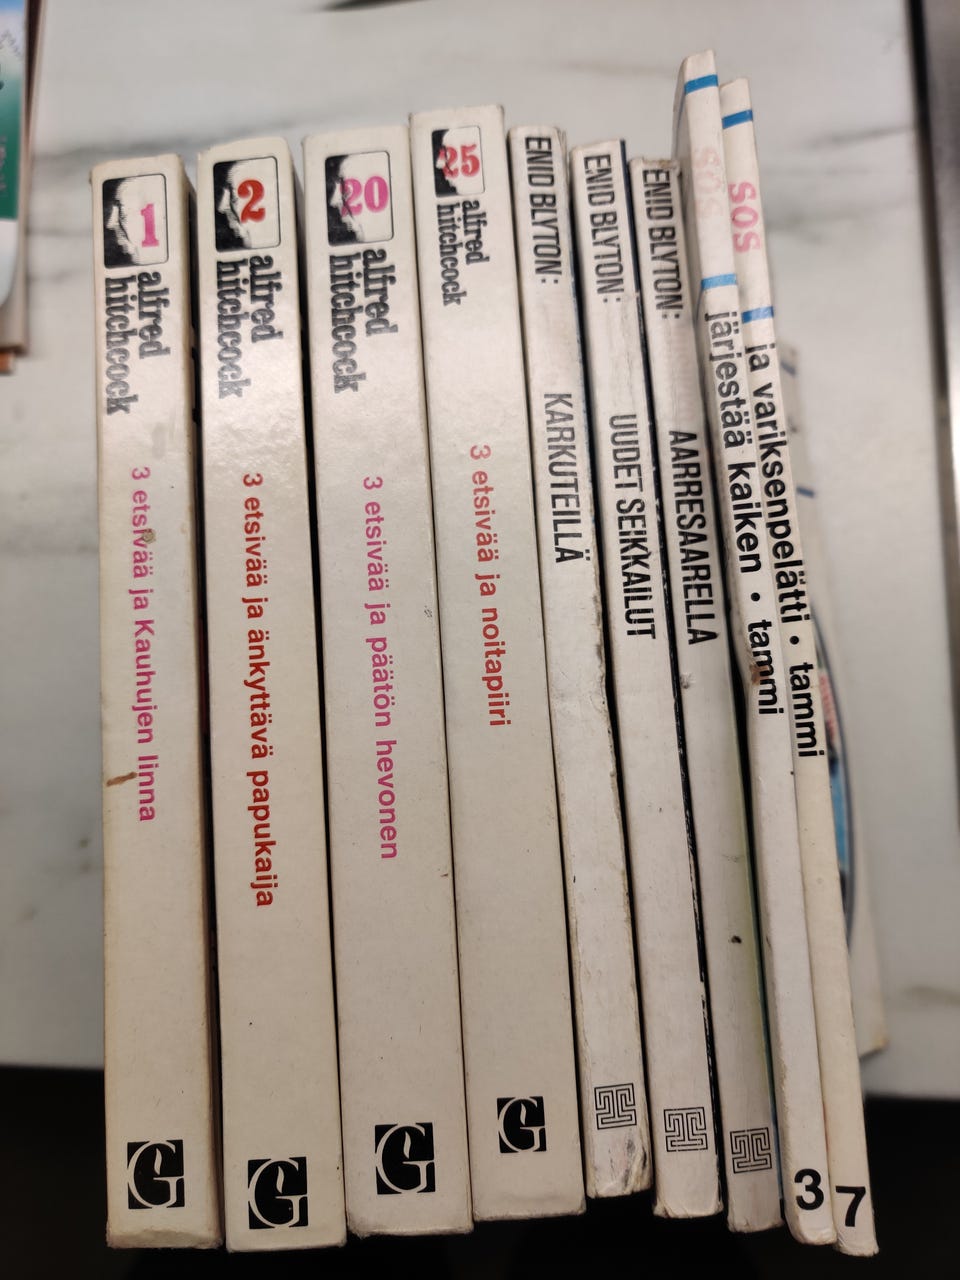 1
alfred
hitchcock
3 etsivää ja Kauhujen linna
G
2
alfred
hitchcock
3 etsivää ja änkyttävä papukaija
G
20
alfred
hitchcock
3 etsivää ja päätön hevonen
G
25
alfred
hitchcock
3 etsivää ja noitapiiri
G
ENID BLYTON: KARKUTEILLÄ
H
ENID BLYTON: UUDET SEIKKAILUT
H
ENID BLYTON: AARRESAARELLA
H
SOS järjestää kaiken • tammi
3
SOS ja variksenpelätti • tammi
7